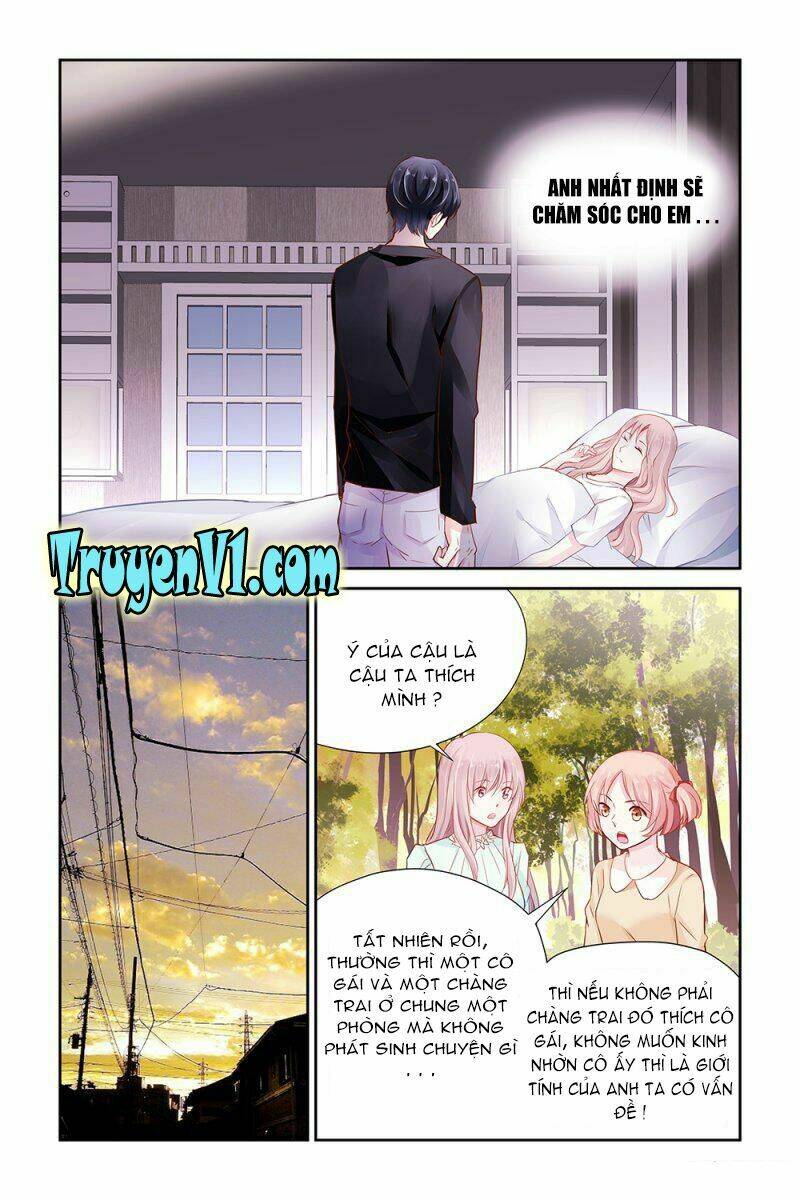 ANH NHẤT ĐỊNH SẼ
CHĂM SÓC CHO EM . . .
TruyenV1.com
Ý CỦA CẬU LÀ
CẬU TA THÍCH
MÌNH ?
TẤT NHIÊN RỒI,
THƯỜNG THÌ MỘT CÔ
GÁI VÀ MỘT CHÀNG
TRAI Ở CHUNG MỘT
PHÒNG MÀ KHÔNG
PHÁT SINH CHUYỆN GÌ
. . .
THÌ NẾU KHÔNG PHẢI
CHÀNG TRAI ĐÓ THÍCH CÔ
GÁI, KHÔNG MUỐN KINH
NHỜN CÔ ẤY THÌ LÀ GIỚI
TÍNH CỦA ANH TA CÓ VẤN
ĐỀ !